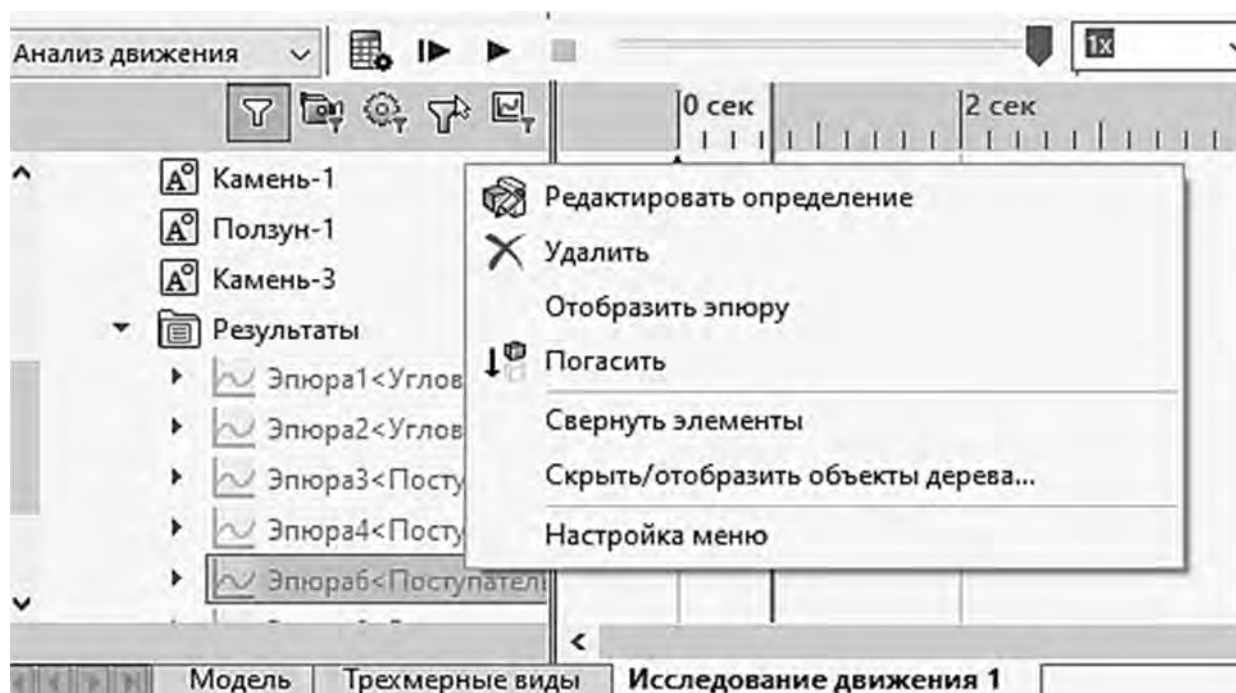 Анализ движения
1x
0 сек
2 сек
Камень-1
Ползун-1
Камень-3
Результаты
Эпюра1<Углов
Эпюра2<Углов
Эпюра3<Посту
Эпюра4<Посту
Эпюра6<Поступатель
Редактировать определение
Удалить
Отобразить эпюру
Погасить
Свернуть элементы
Скрыть/отобразить объекты дерева...
Настройка меню
Модель
Трехмерные виды
Исследование движения 1